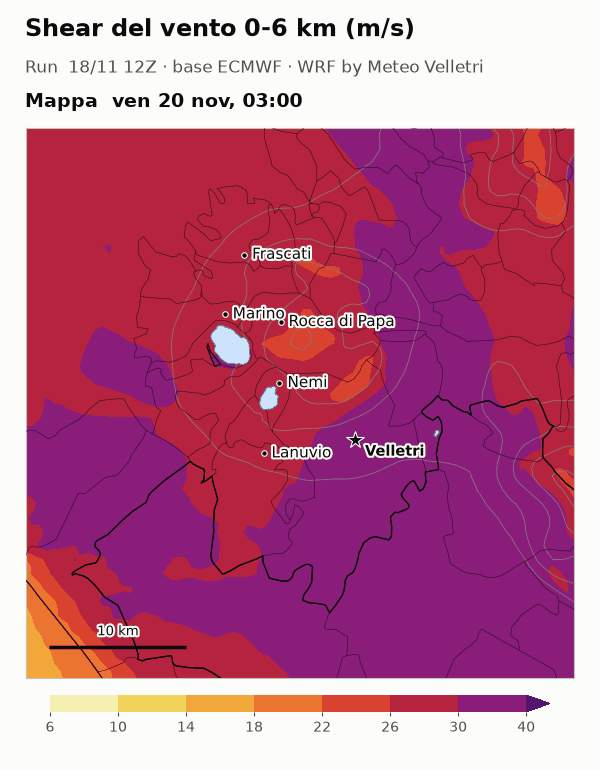 Shear del vento 0-6 km (m/s)
Run  18/11 12Z · base ECMWF · WRF by Meteo Velletri
Mappa  ven 20 nov, 03:00
Frascati
Marino
Rocca di Papa
Nemi
Velletri
Lanuvio
10 km
6 10 14 18 22 26 30 40